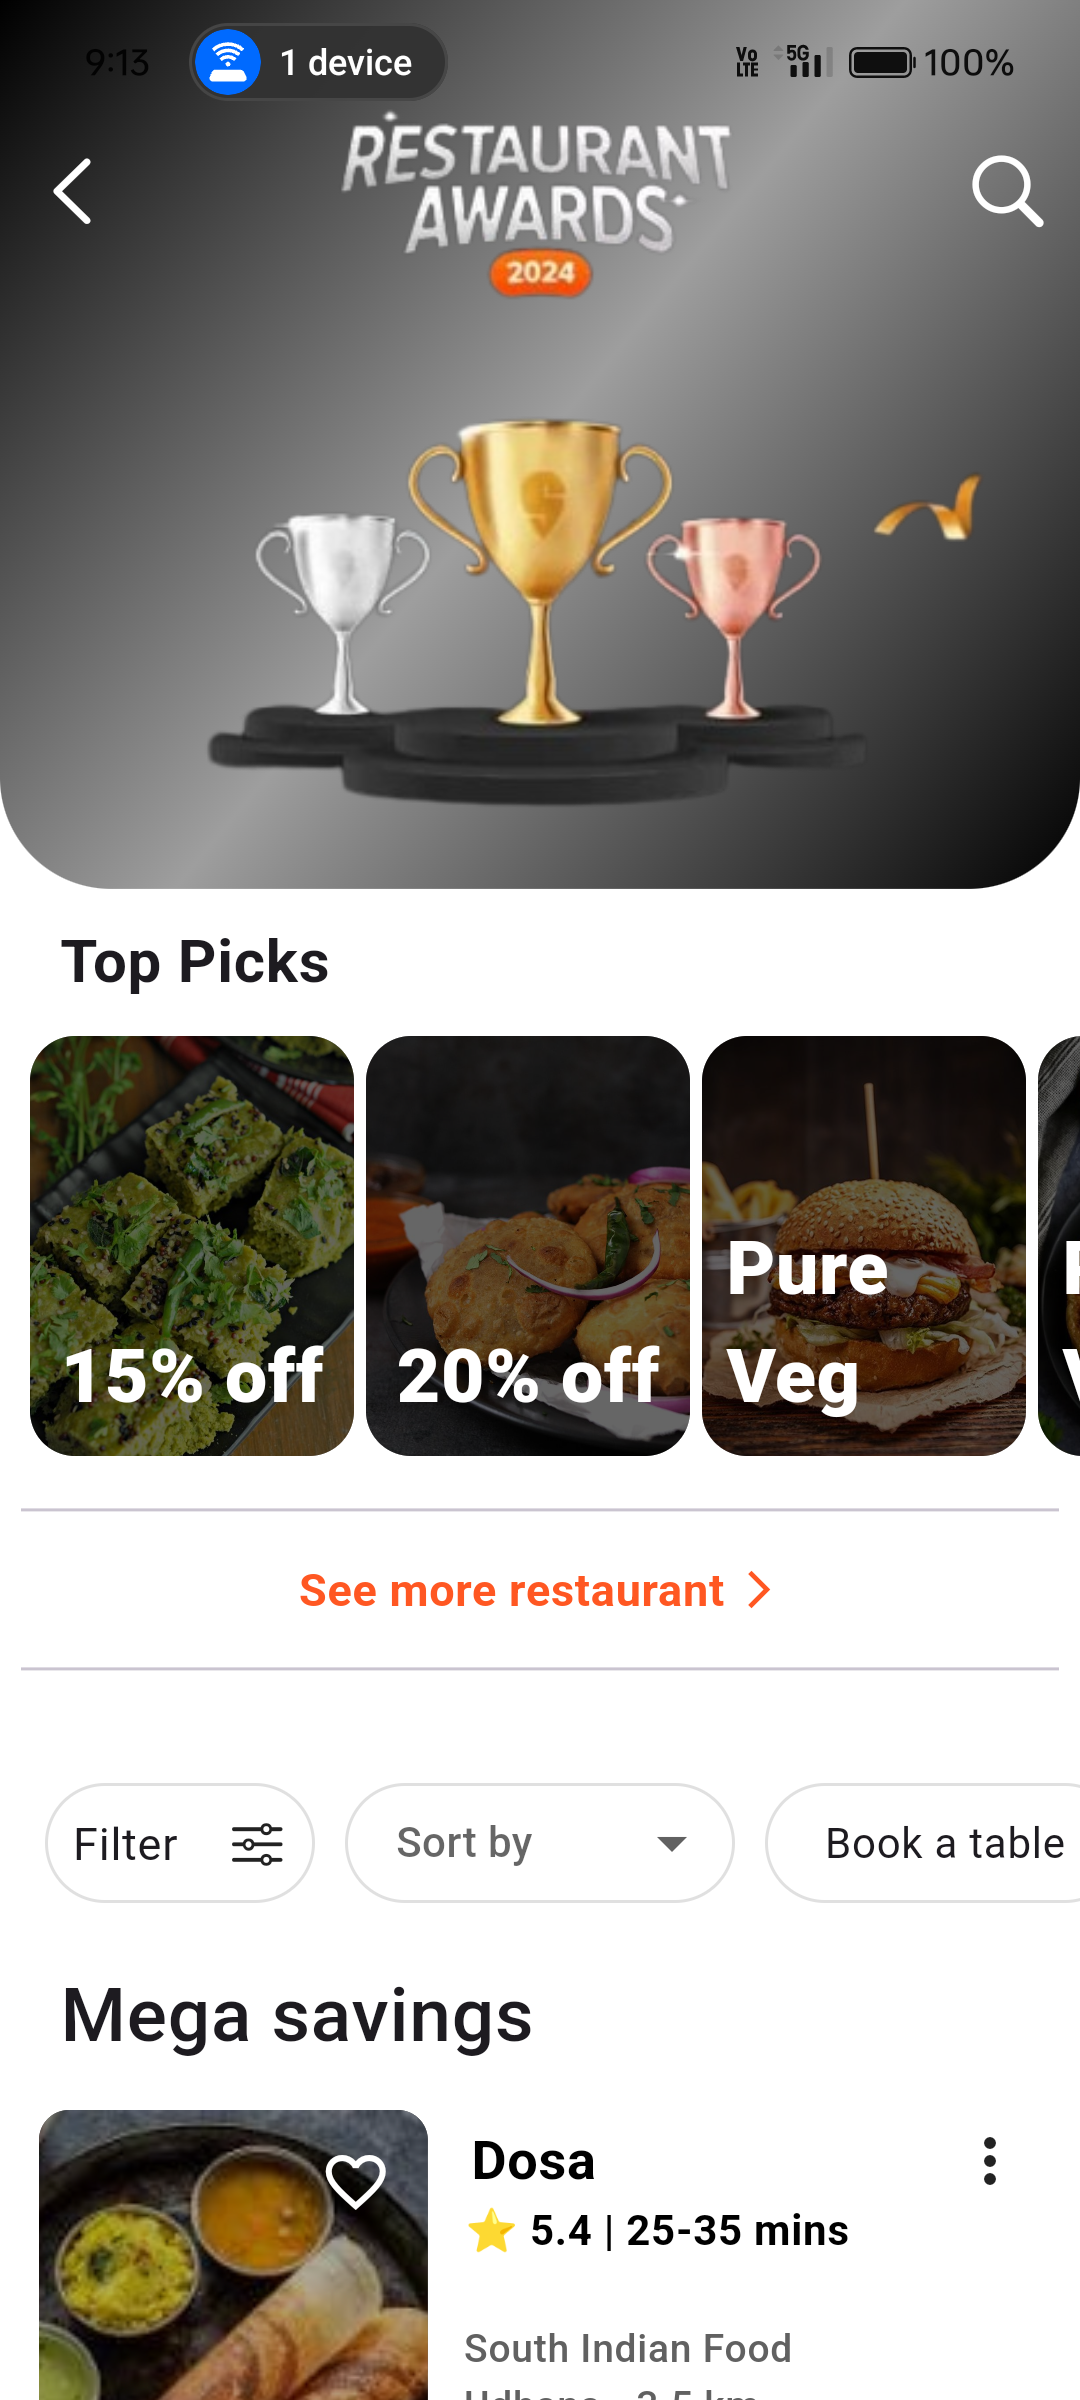 9:13
1 device
Vo
LTE
5G
100%
RESTAURANT
AWARDS
2024
Top Picks
15% off
20% off
Pure
Veg
See more restaurant
Filter
Sort by
Book a table
Mega savings
Dosa
5.4 | 25-35 mins
South Indian Food